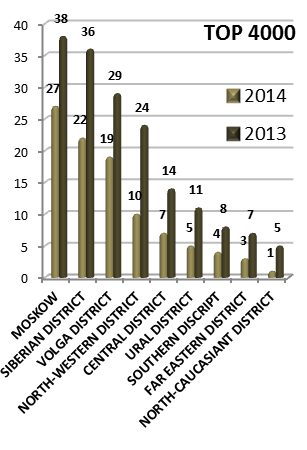 TOP 4000
2014
2013
40
35
30
25
20
15
10
5
0
27 38
22 36
19 29
10 24
7 14
5 11
4 8
3 7
1 5
MOSKOW
SIBERIAN DISTRICT
VOLGA DISTRICT
NORTH-WESTERN DISTRICT
CENTRAL DISTRICT
URAL DISTRICT
SOUTHERN DISCRIPT
FAR EASTERN DISTRICT
NORTH-CAUCASIANT DISTRICT